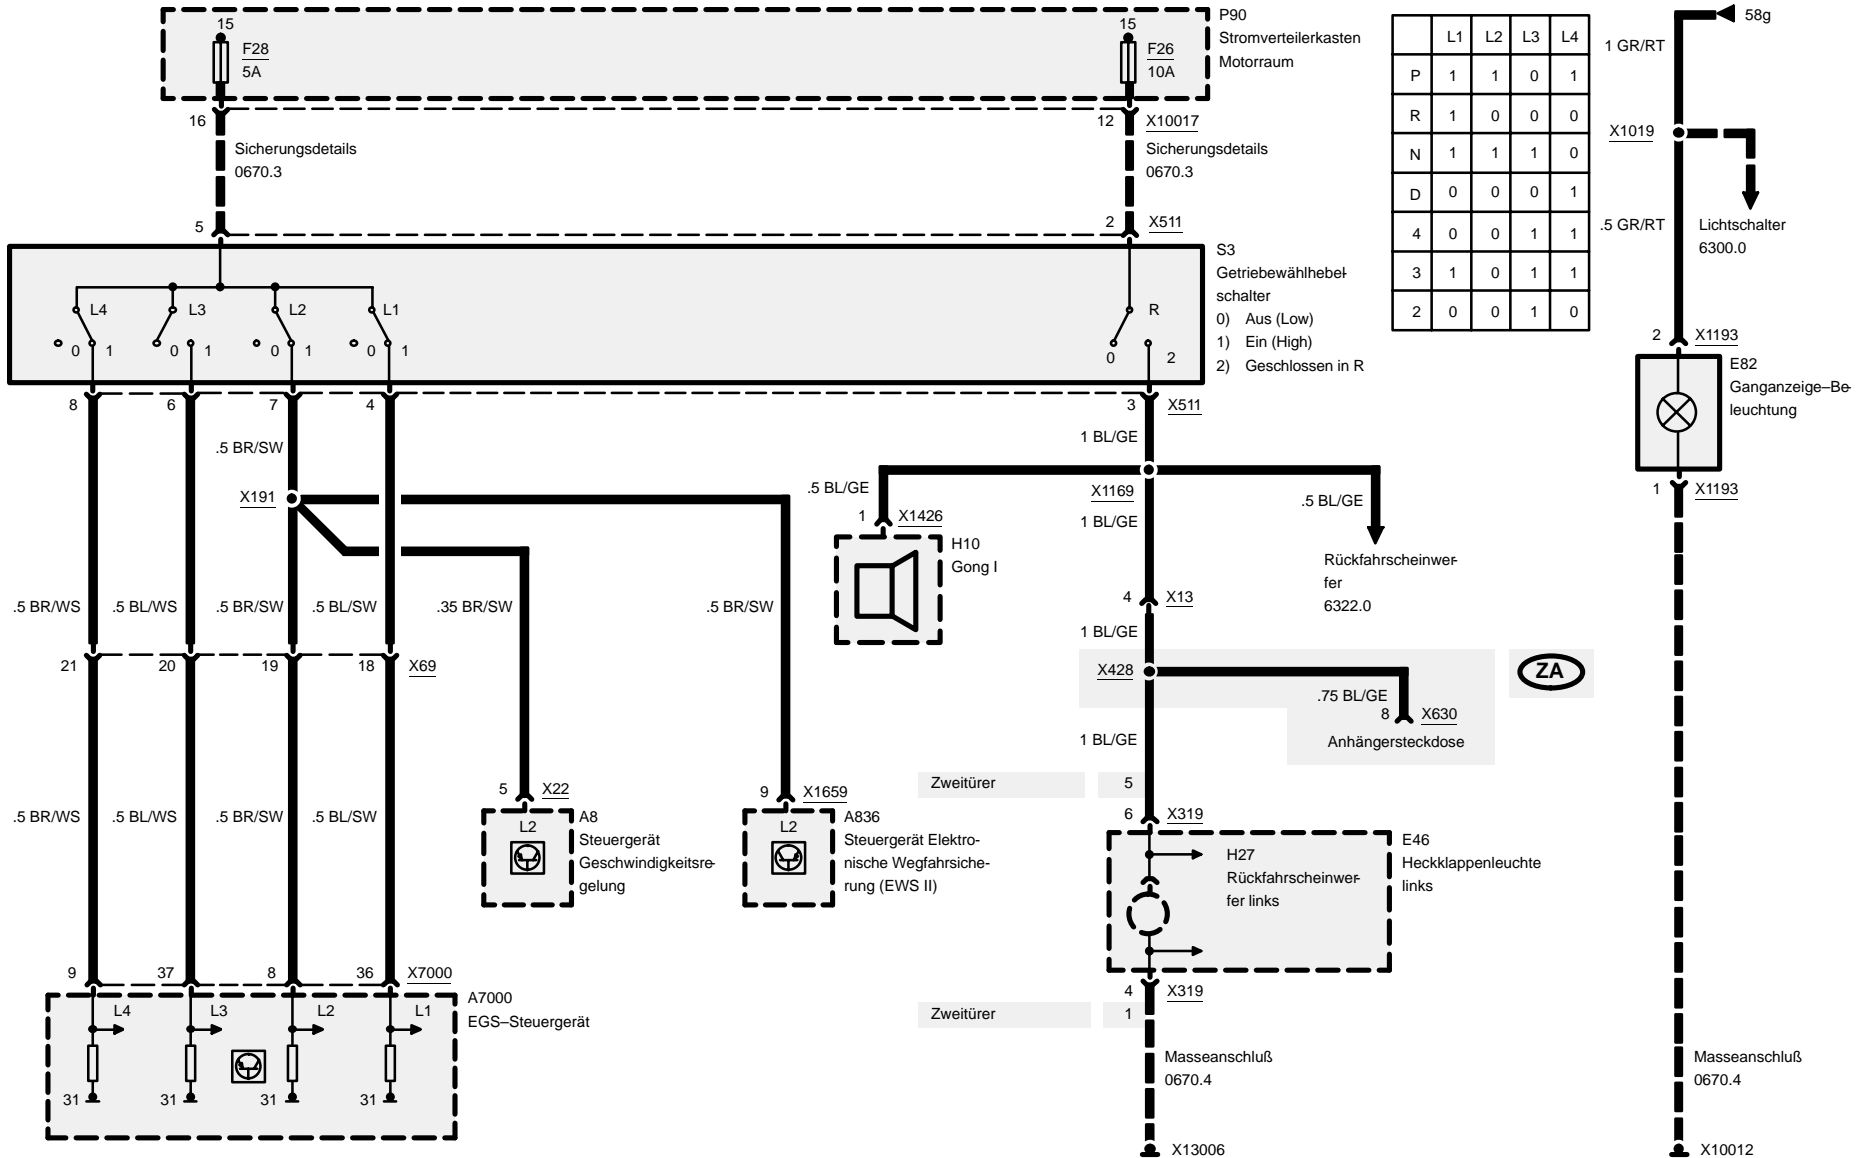 15
F28
5A
15
F26
10A
P90
Stromverteilerkasten
Motorraum
16
12
X10017
Sicherungsdetails
0670.3
Sicherungsdetails
0670.3
5
2
X511
L1 L2 L3 L4
P 1 1 0 1
R 1 0 0 0
N 1 1 1 0
D 0 0 0 1
4 0 0 1 1
3 1 0 1 1
2 0 0 1 0
58g
1 GR/RT
X1019
.5 GR/RT
Lichtschalter
6300.0
2
X1193
E82
Ganganzeige–Be-
leuchtung
1
X1193
S3
Getriebewählhebel-
schalter
0) Aus (Low)
1) Ein (High)
2) Geschlossen in R
L4
L3
L2
L1
R
0
1
0
1
0
1
0
1
0
2
8
6
7
4
3
X511
.5 BR/SW
1 BL/GE
X191
.5 BL/GE
X1169
.5 BL/GE
1
X1426
1 BL/GE
H10
Gong I
Rückfahrscheinwer-
fer
6322.0
4
X13
.5 BR/WS
.5 BL/WS
.5 BR/SW
.5 BL/SW
.35 BR/SW
.5 BR/SW
1 BL/GE
21
20
19
18
X69
X428
ZA
.75 BL/GE
8
X630
Anhängersteckdose
1 BL/GE
Zweitürer
5
5
X22
9
X1659
6
X319
.5 BR/WS
.5 BL/WS
.5 BR/SW
.5 BL/SW
L2
A8
Steuergerät
Geschwindigkeitsre-
gelung
L2
A836
Steuergerät Elektro-
nische Wegfahrsiche-
rung (EWS II)
H27
Rückfahrscheinwer-
fer links
E46
Heckklappenleuchte
links
9
37
8
36
X7000
4
X319
Zweitürer
1
L4
L3
L2
L1
A7000
EGS–Steuergerät
31
31
31
31
Masseanschluß
0670.4
Masseanschluß
0670.4
X13006
X10012